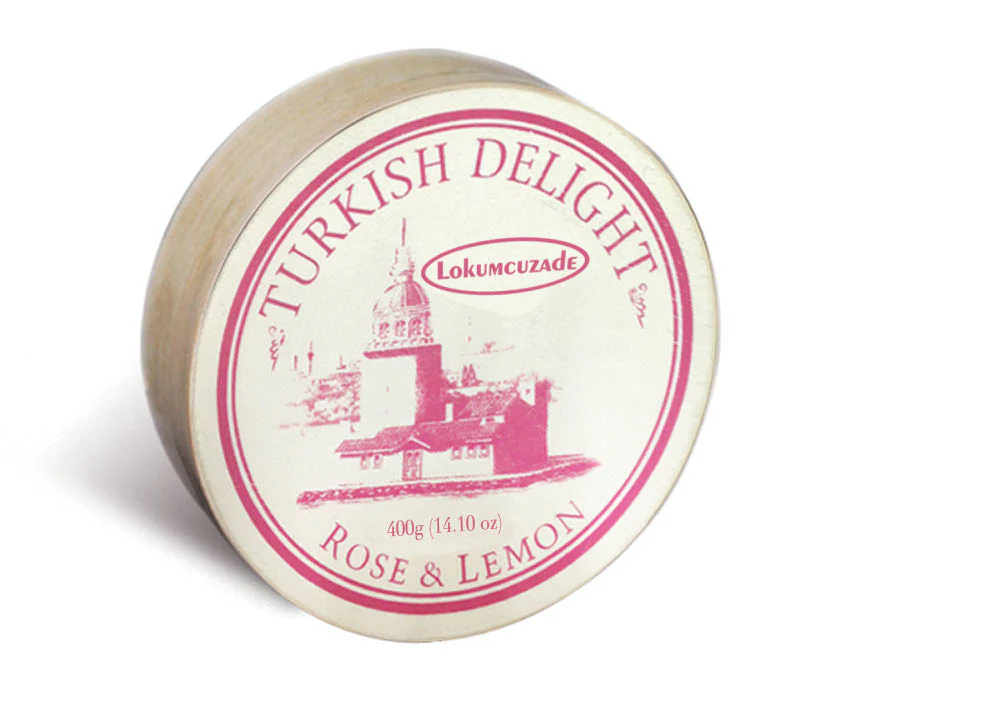 TURKISH DELIGHT
LOKUMCUZAdE
400g (14.10 oz)
ROSE & LEMON